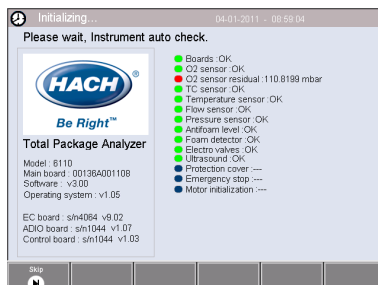 Initializing...
04-01-2011 - 08:59:04
Please wait, Instrument auto check.
HACH®
Be Right™
Total Package Analyzer
Model : 6110
Main board : 00136A001108
Software : v3.00
Operating system : v1.05
EC board : s/n4064 v9.02
ADIO board : s/n1044 v1.07
Control board : s/n1044 v1.03
Boards :OK
O2 sensor :OK
O2 sensor residual :110.8199 mbar
TC sensor :OK
Temperature sensor :OK
Flow sensor :OK
Pressure sensor :OK
Antifoam level :OK
Foam detector :OK
Electro valves :OK
Ultrasound :OK
Protection cover :---
Emergency stop :---
Motor initialization :---
Skip